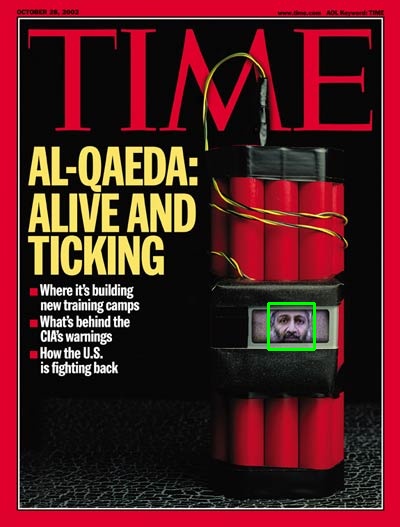 OCTOBER 28, 2002
www.time.com AOL Keyword: TIME
TIME
AL-QAEDA:
ALIVE AND
TICKING
Where it's building
new training camps
What's behind the
CIA's warnings
How the U.S.
is fighting back